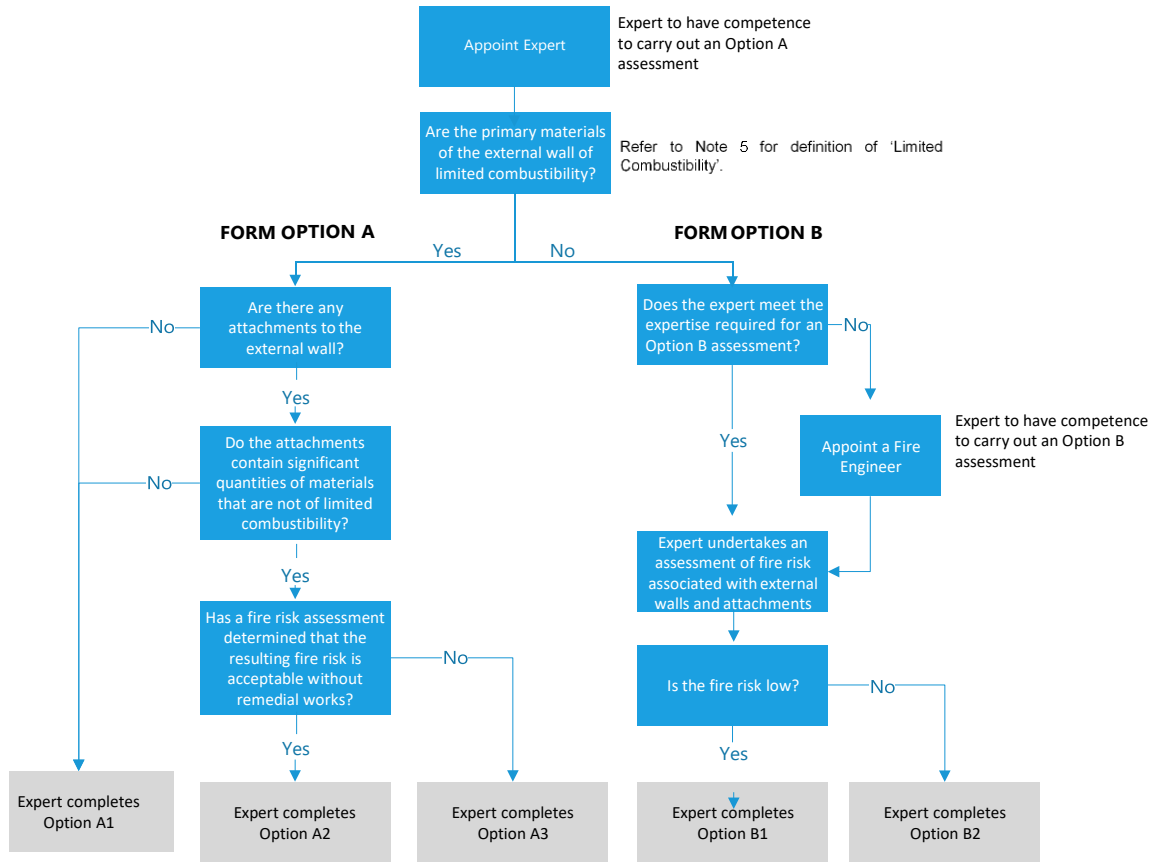 Appoint Expert
Expert to have competence
to carry out an Option A
assessment
Are the primary materials
of the external wall of
limited combustibility?
Refer to Note 5 for definition of ‘Limited
Combustibility’.
FORM OPTION A
FORM OPTION B
Yes
No
Are there any
attachments to the
external wall?
No
Does the expert meet the
expertise required for an
Option B assessment?
No
Yes
Do the attachments
contain significant
quantities of materials
that are not of limited
combustibility?
No
Yes
Appoint a Fire
Engineer
Expert to have competence
to carry out an Option B
assessment
Yes
Expert undertakes an
assessment of fire risk
associated with external
walls and attachments
Has a fire risk assessment
determined that the
resulting fire risk is
acceptable without
remedial works?
No
Is the fire risk low?
No
Yes
Yes
Expert completes
Option A1
Expert completes
Option A2
Expert completes
Option A3
Expert completes
Option B1
Expert completes
Option B2